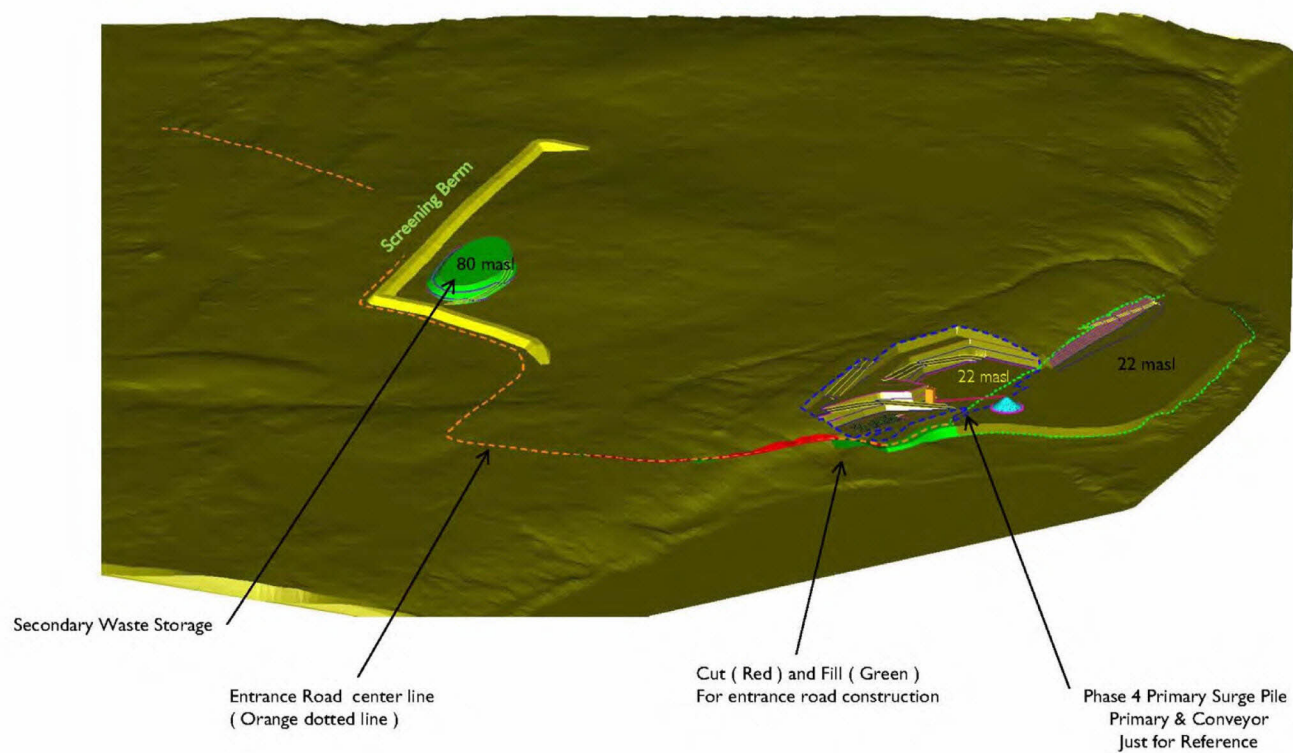 Screening Berm
80 masl
22 masl
22 masl
Secondary Waste Storage
Entrance Road center line
( Orange dotted line )
Cut ( Red ) and Fill ( Green )
For entrance road construction
Phase 4 Primary Surge Pile
Primary & Conveyor
Just for Reference